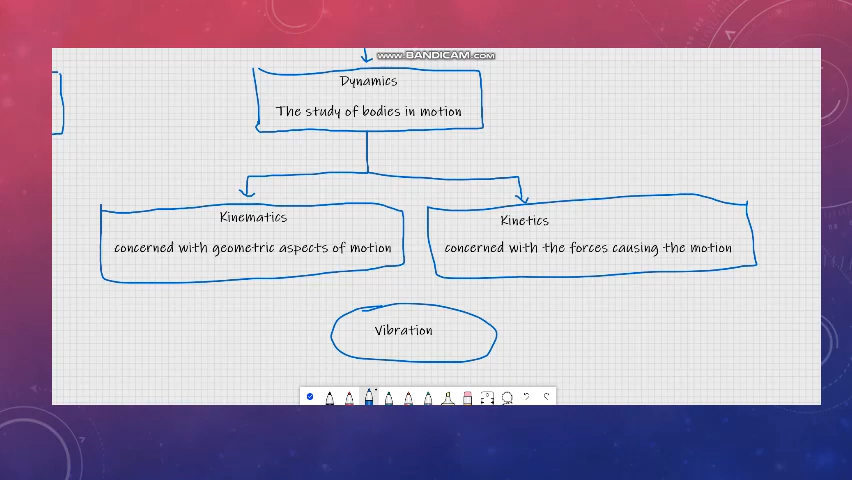 www.BANDICAM.com
Dynamics
The study of bodies in motion
Kinematics
concerned with geometric aspects of motion
Kinetics
concerned with the forces causing the motion
Vibration